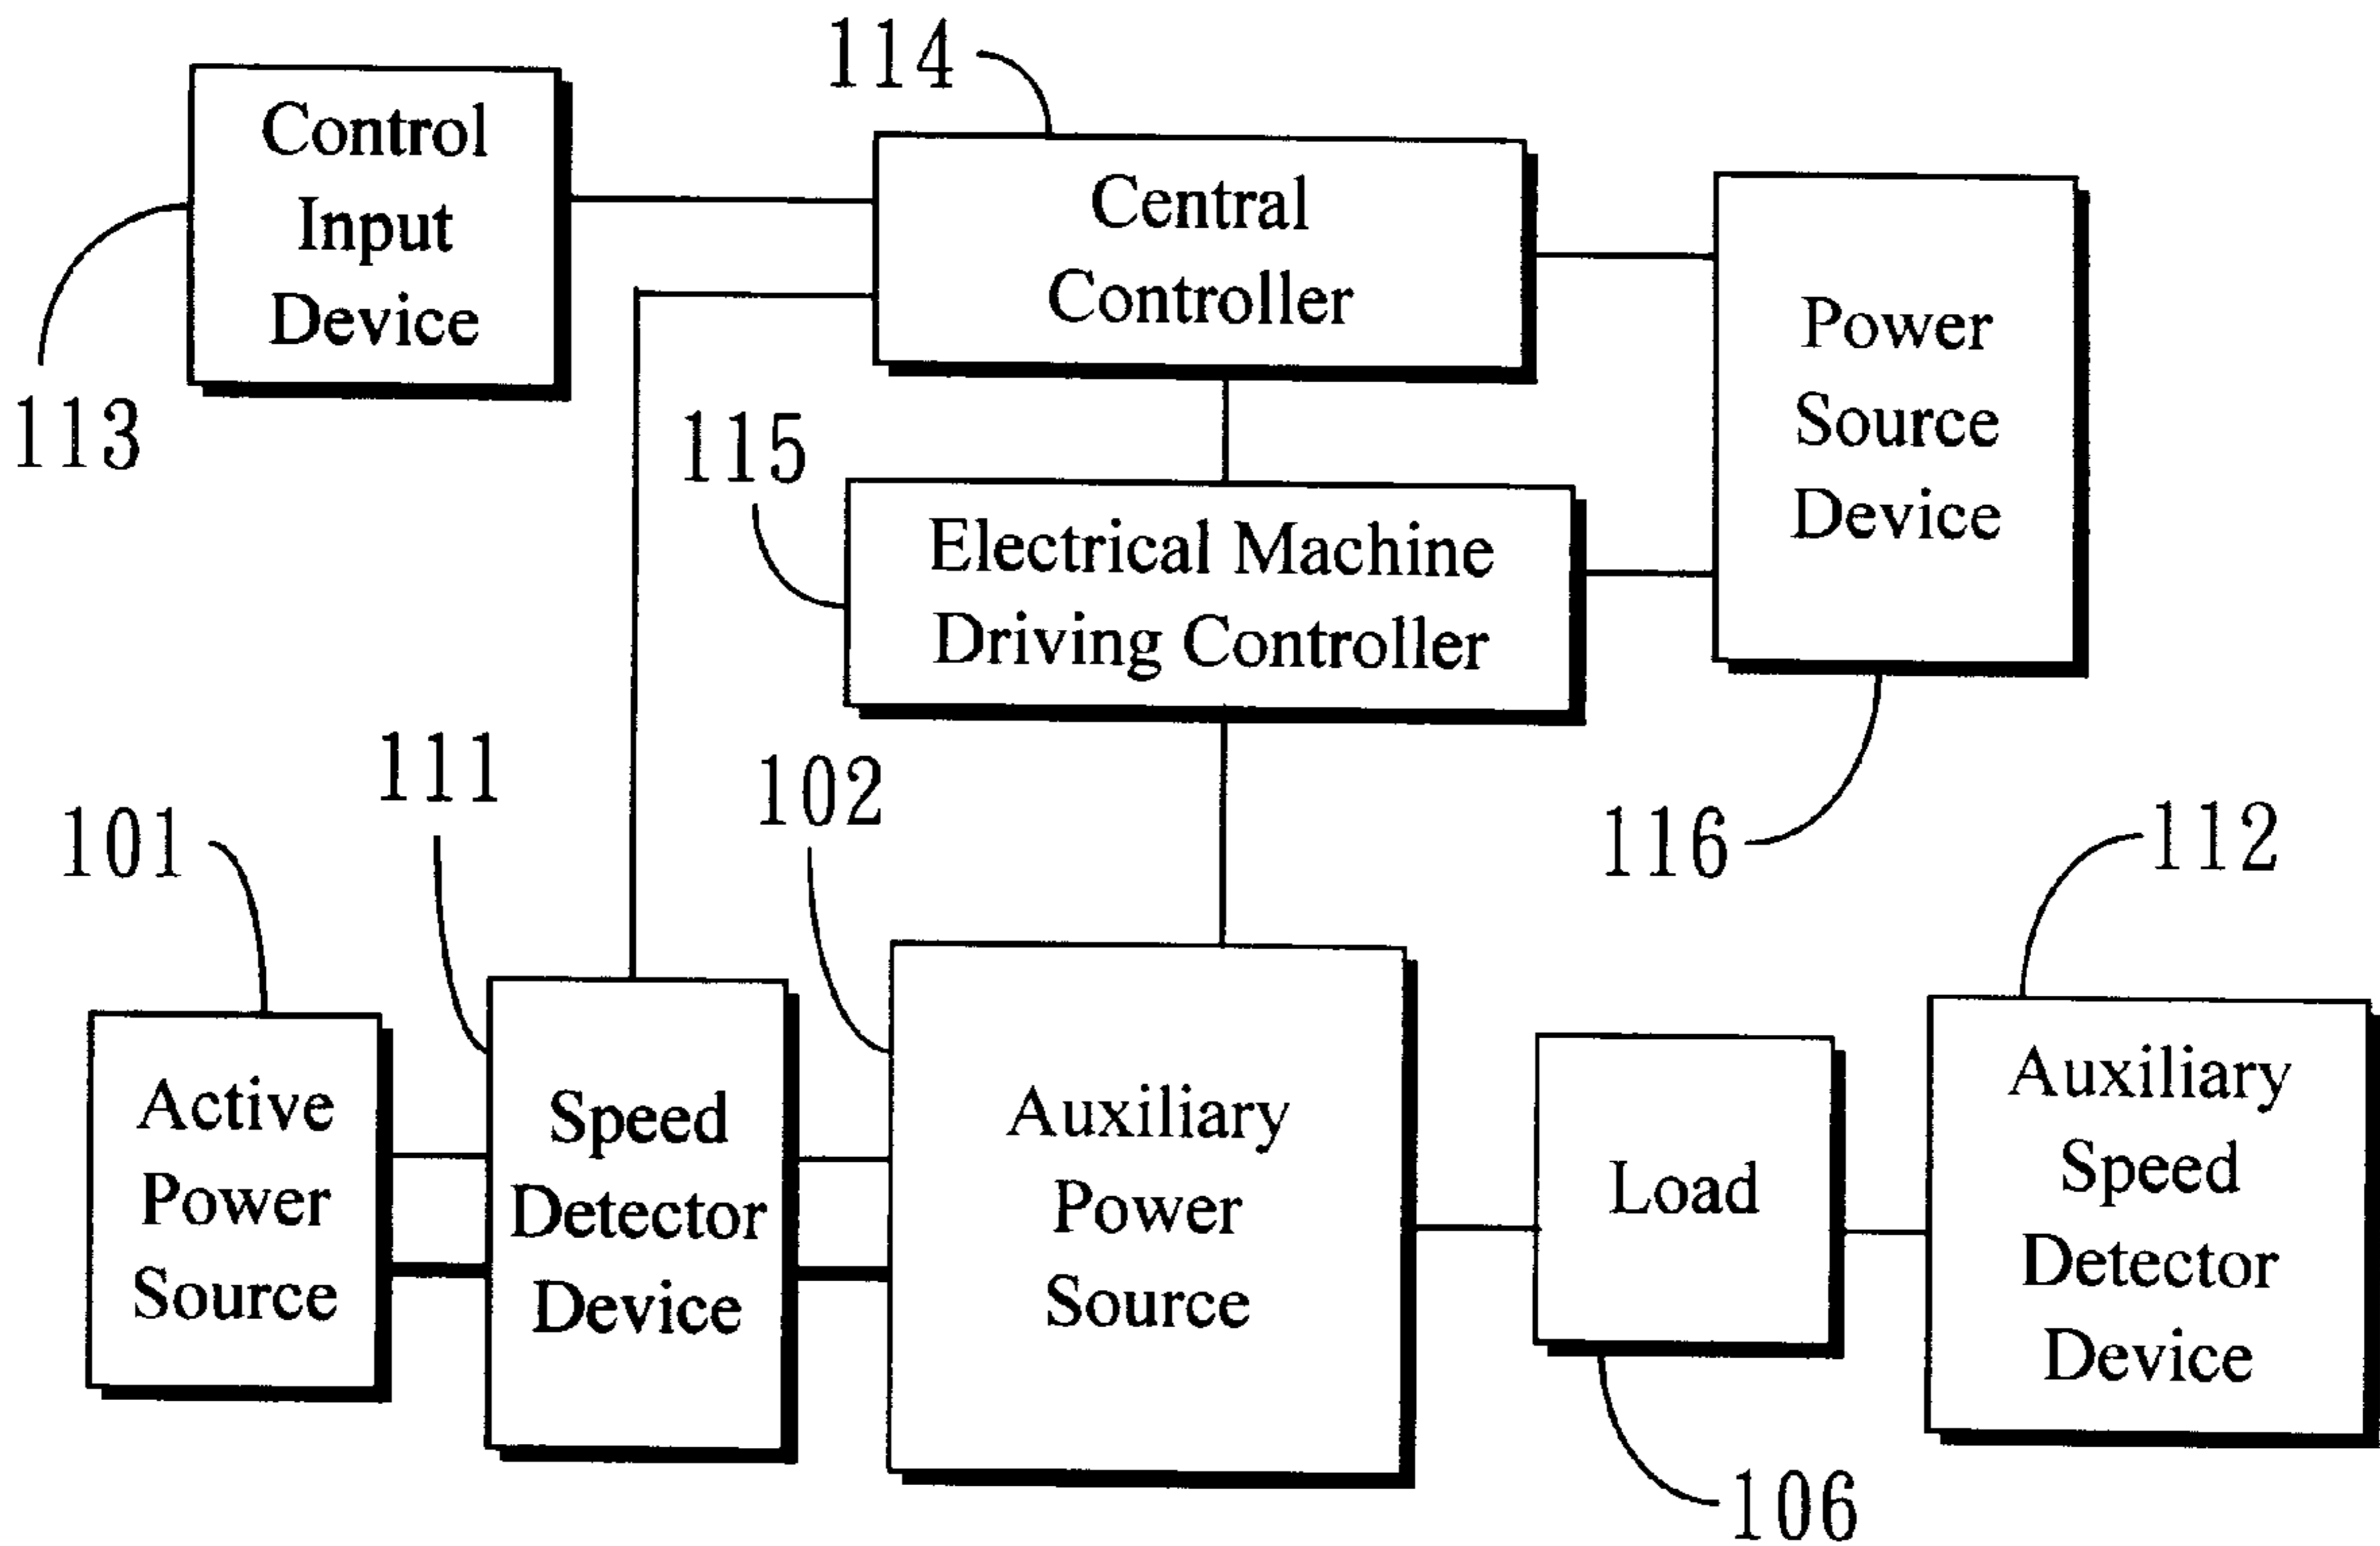 114
Control
Input
Device
Central
Controller
Power
Source
Device
113
115
Electrical Machine
Driving Controller
111
102
101
116
112
Active
Power
Source
Speed
Detector
Device
Auxiliary
Power
Source
Load
Auxiliary
Speed
Detector
Device
106